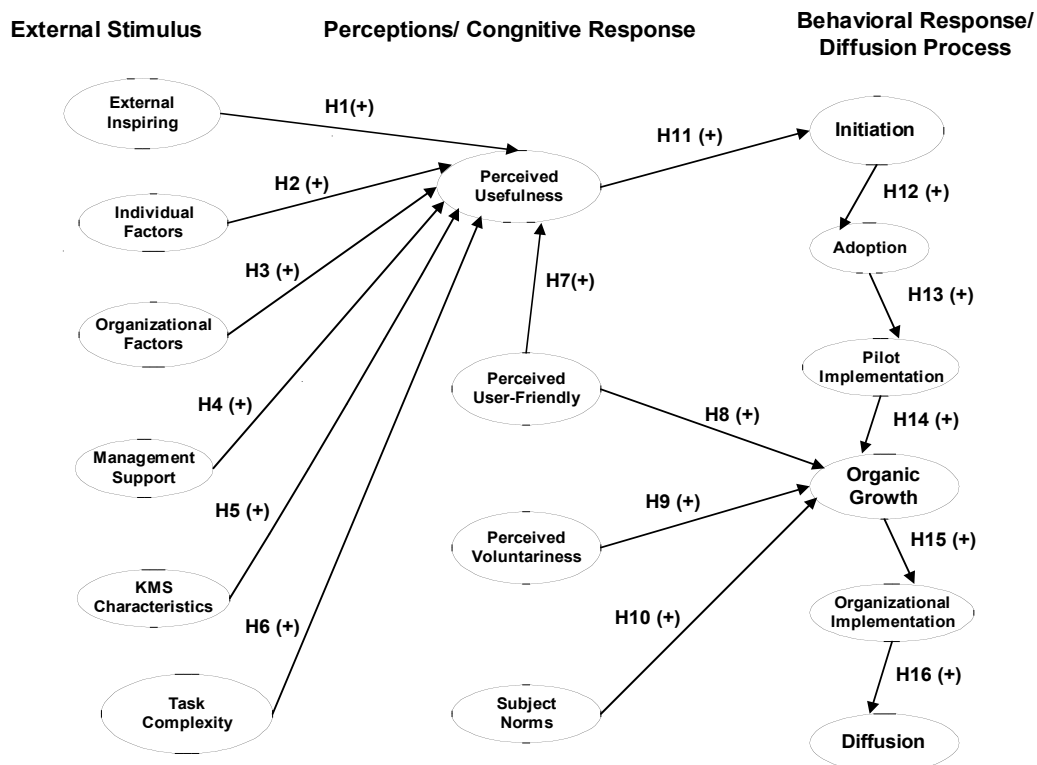 External Stimulus
Perceptions/ Congnitive Response
Behavioral Response/
Diffusion Process
External
Inspiring
H1(+)
H11 (+)
Initiation
H2 (+)
Perceived
Usefulness
H12 (+)
Individual
Factors
Adoption
H3 (+)
H7(+)
H13 (+)
Organizational
Factors
Perceived
User-Friendly
Pilot
Implementation
H4 (+)
H8 (+)
H14 (+)
Management
Support
Organic
Growth
H5 (+)
H9 (+)
Perceived
Voluntariness
H15 (+)
KMS
Characteristics
H6 (+)
H10 (+)
Organizational
Implementation
H16 (+)
Task
Complexity
Subject
Norms
Diffusion